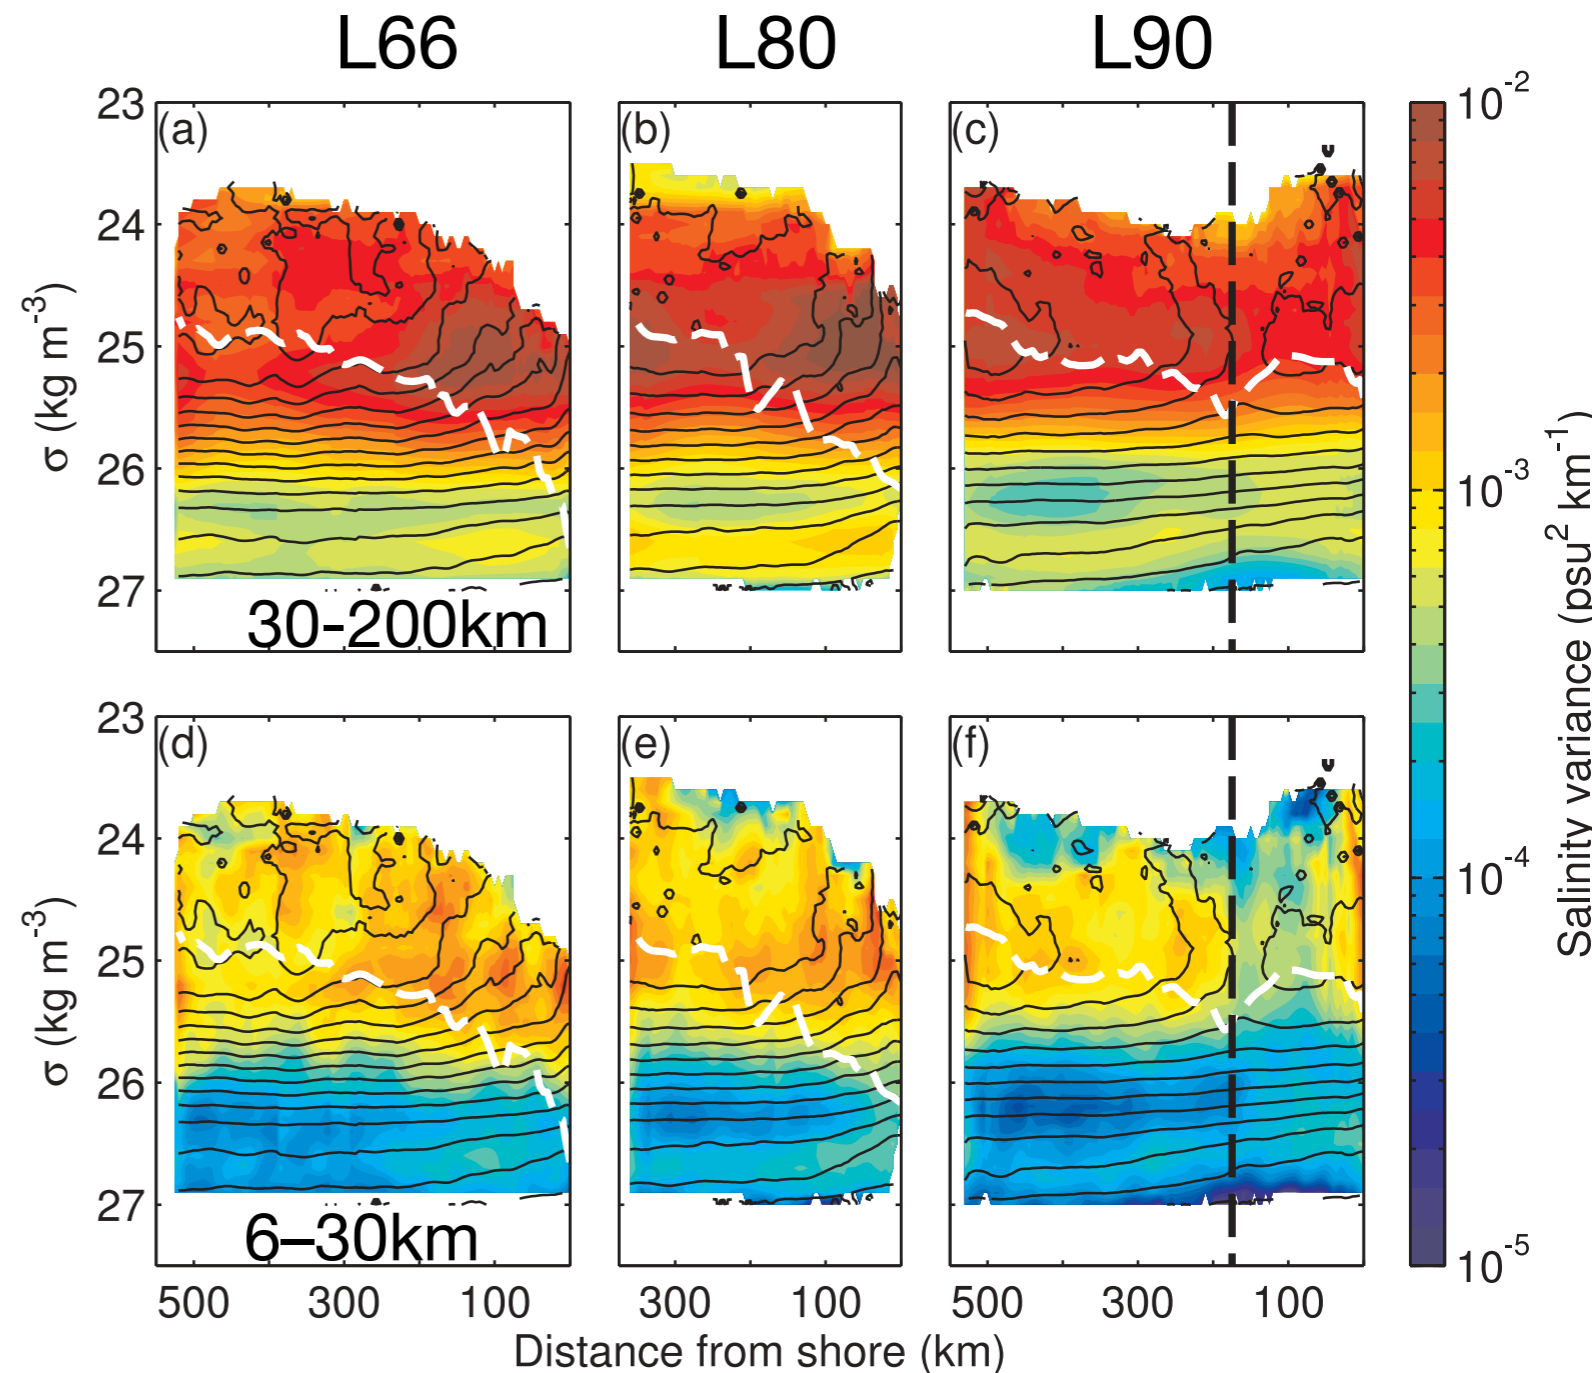 L66 L80 L90
(a) (b) (c)
23
24
25
26
27
σ (kg m-3)
30-200km
(d) (e) (f)
23
24
25
26
27
σ (kg m-3)
6–30km
500 300 100 300 100 500 300 100
Distance from shore (km)
10-2
10-3
10-4
10-5
Salinity variance (psu2 km-1)